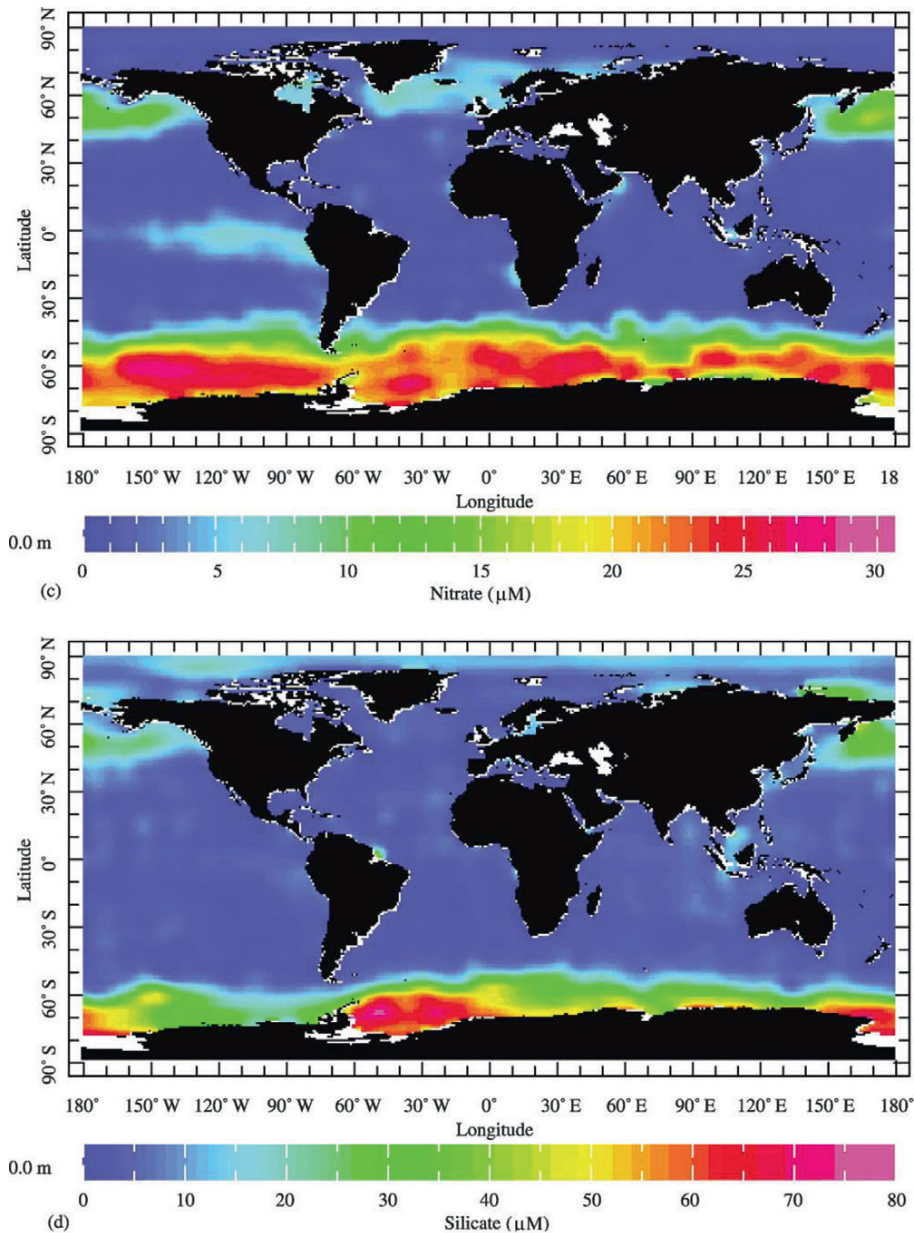 90° N
60° N
30° N
0°
30° S
60° S
90° S
Latitude
180° 150° W 120° W 90° W 60° W 30° W 0° 30° E 60° E 90° E 120° E 150° E 18
Longitude
0.0 m
0 5 10 15 20 25 30
(c) Nitrate (μM)
90° N
60° N
30° N
0°
30° S
60° S
90° S
Latitude
180° 150° W 120° W 90° W 60° W 30° W 0° 30° E 60° E 90° E 120° E 150° E 180°
Longitude
0.0 m
0 10 20 30 40 50 60 70 80
(d) Silicate (μM)